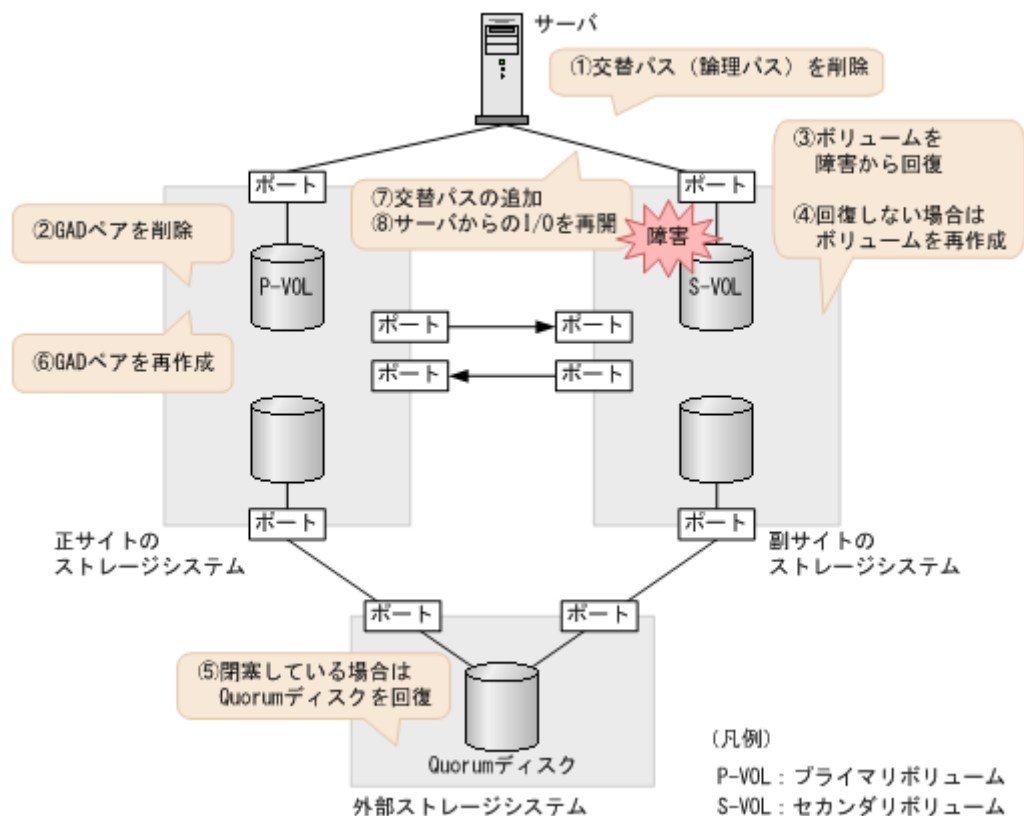 サーバ
①交替パス（論理パス）を削除
③ボリュームを
障害から回復
④回復しない場合は
ボリュームを再作成
ポート
ポート
⑦交替パスの追加
⑧サーバからのI/Oを再開
障害
②GADペアを削除
P-VOL
S-VOL
ポート
ポート
⑥GADペアを再作成
ポート
ポート
ポート
ポート
正サイトの
ストレージシステム
副サイトの
ストレージシステム
ポート
ポート
⑤閉塞している場合は
Quorumディスクを回復
Quorumディスク
外部ストレージシステム
(凡例)
P-VOL：プライマリボリューム
S-VOL：セカンダリボリューム